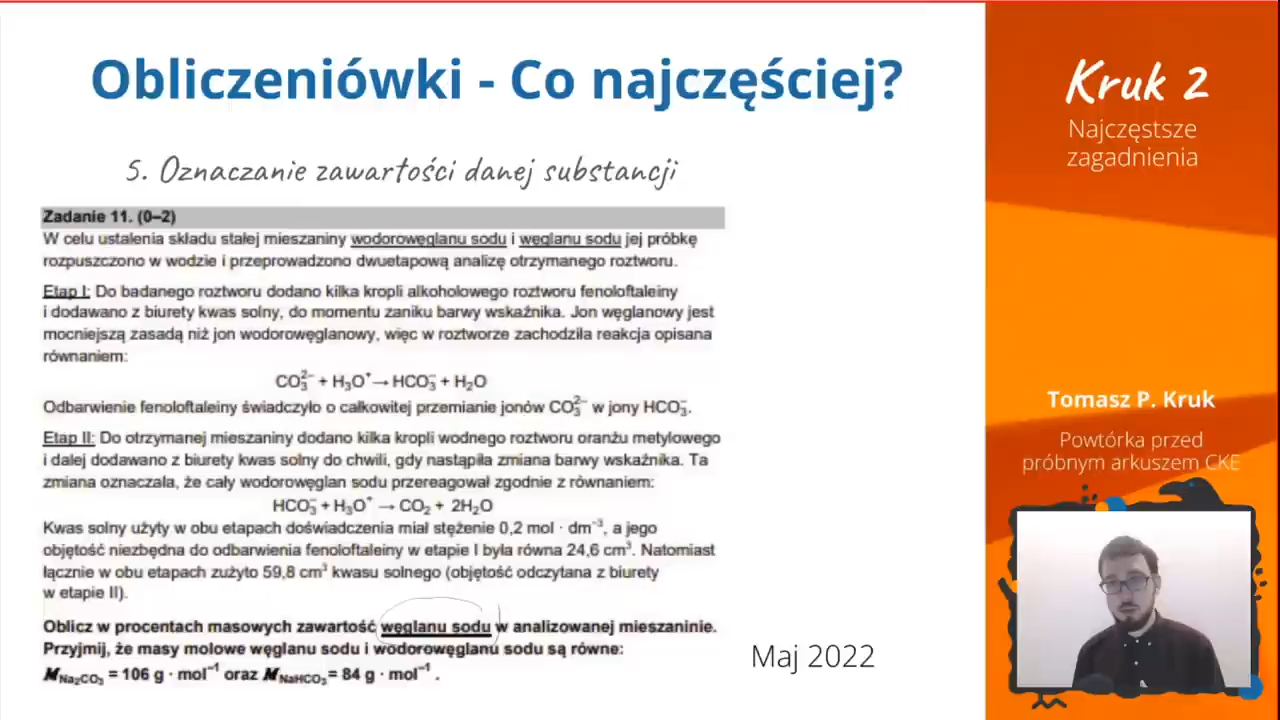 Obliczeniówki - Co najczęściej?
5. Oznaczanie zawartości danej substancji
Zadanie 11. (0–2)
W celu ustalenia składu stałej mieszaniny wodorowęglanu sodu i węglanu sodu jej próbkę
rozpuszczono w wodzie i przeprowadzono dwuetapową analizę otrzymanego roztworu.
Etap I: Do badanego roztworu dodano kilka kropli alkoholowego roztworu fenoloftaleiny
i dodawano z biurety kwas solny, do momentu zaniku barwy wskaźnika. Jon węglanowy jest
mocniejszą zasadą niż jon wodorowęglanowy, więc w roztworze zachodziła reakcja opisana
równaniem:
CO₃²⁻ + H₃O⁺ → HCO₃⁻ + H₂O
Odbarwienie fenoloftaleiny świadczyło o całkowitej przemianie jonów CO₃²⁻ w jony HCO₃⁻.
Etap II: Do otrzymanej mieszaniny dodano kilka kropli wodnego roztworu oranżu metylowego
i dalej dodawano z biurety kwas solny do chwili, gdy nastąpiła zmiana barwy wskaźnika. Ta
zmiana oznaczała, że cały wodorowęglan sodu przereagował zgodnie z równaniem:
HCO₃⁻ + H₃O⁺ → CO₂ + 2H₂O
Kwas solny użyty w obu etapach doświadczenia miał stężenie 0,2 mol · dm⁻³, a jego
objętość niezbędna do odbarwienia fenoloftaleiny w etapie I była równa 24,6 cm³. Natomiast
łącznie w obu etapach zużyto 59,8 cm³ kwasu solnego (objętość odczytana z biurety
w etapie II).
Oblicz w procentach masowych zawartość węglanu sodu w analizowanej mieszaninie.
Przyjmij, że masy molowe węglanu sodu i wodorowęglanu sodu są równe:
M Na₂CO₃ = 106 g · mol⁻¹ oraz M NaHCO₃ = 84 g · mol⁻¹ .
Maj 2022
Kruk 2
Najczęstsze
zagadnienia
Tomasz P. Kruk
Powtórka przed
próbnym arkuszem CKE